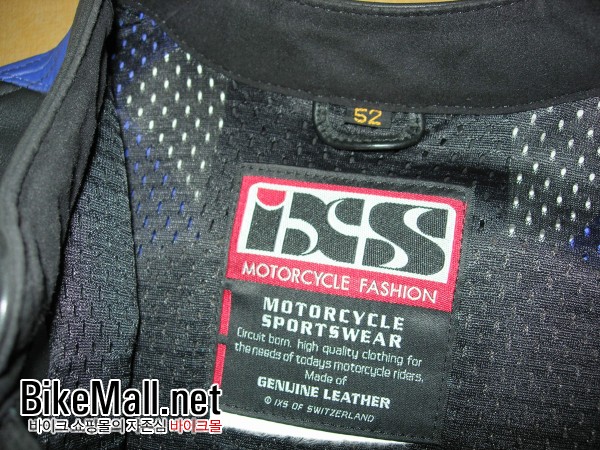 52
iXS
MOTORCYCLE FASHION
MOTORCYCLE
SPORTSWEAR
Circuit born, high quality clothing for
the needs of todays motorcycle riders.
Made of
GENUINE LEATHER
© IXS OF SWITZERLAND
BikeMall.net
바이크 쇼핑몰의 자존심 바이크몰